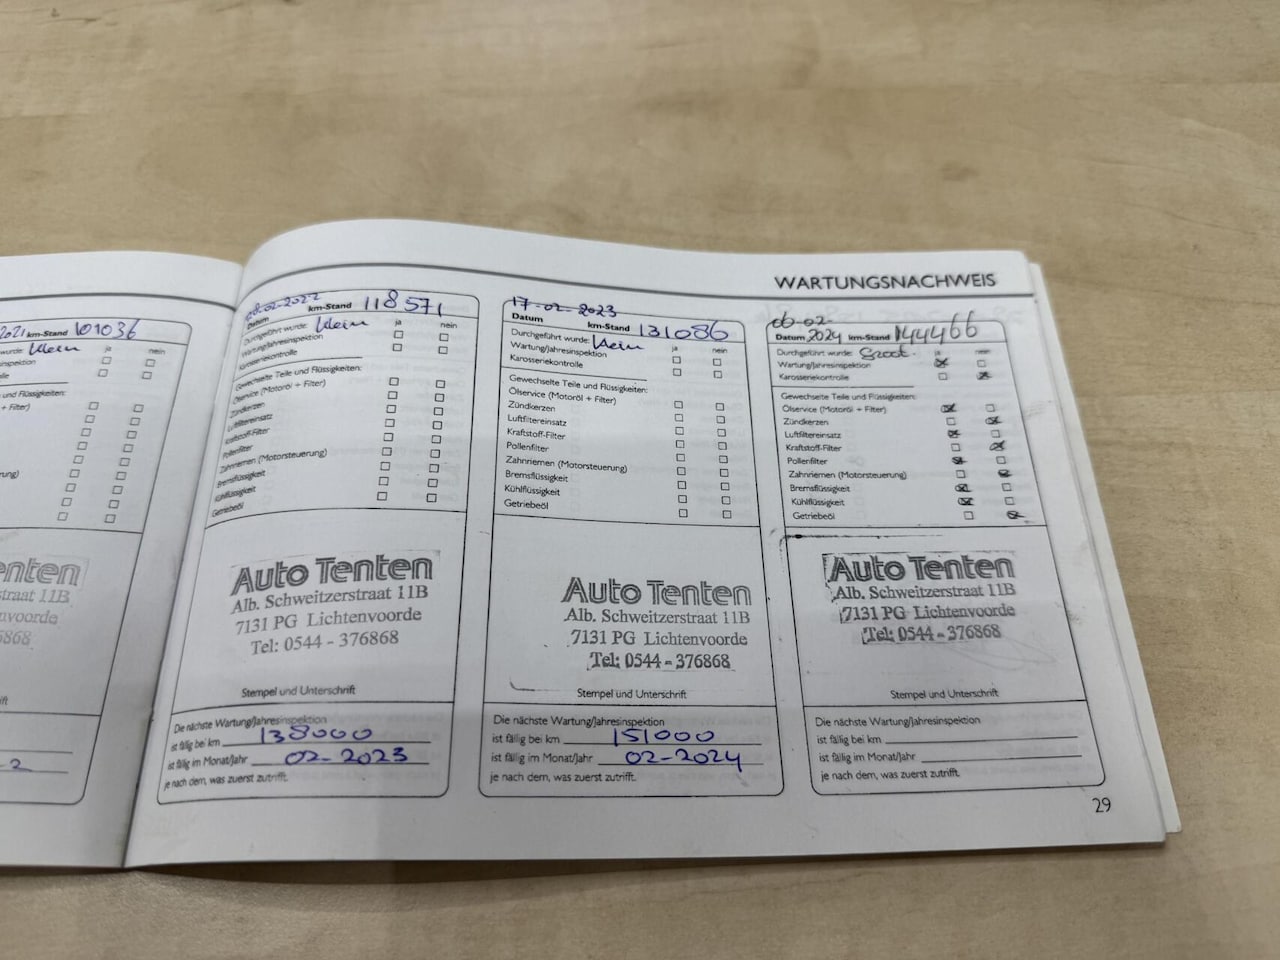 WARTUNGSNACHWEIS
2021 km-Stand 101036
wurde: Klein ja nein
nspektion
lle
und Flüssigkeiten:
+ Filter)
rung)
enten
straat 11B
nvoorde
6868
ift
-2
02-2022
Datum km-Stand 118571
Durchgeführt wurde: Klein ja nein
Wartung/Jahresinspektion
Karosseriekontrolle
Gewechselte Teile und Flüssigkeiten:
Ölservice (Motoröl + Filter)
Zündkerzen
Luftfiltereinsatz
Kraftstoff-Filter
Pollenfilter
Zahnriemen (Motorsteuerung)
Bremsflüssigkeit
Kühlflüssigkeit
Getriebeöl
Auto Tenten
Alb. Schweitzerstraat 11B
7131 PG Lichtenvoorde
Tel: 0544 - 376868
Stempel und Unterschrift
Die nächste Wartung/Jahresinspektion
ist fällig bei km 138000
ist fällig im Monat/Jahr 02-2023
je nach dem, was zuerst zutrifft.
17-02-2023
Datum km-Stand 131086
Durchgeführt wurde: Klein ja nein
Wartung/Jahresinspektion
Karosseriekontrolle
Gewechselte Teile und Flüssigkeiten:
Ölservice (Motoröl + Filter)
Zündkerzen
Luftfiltereinsatz
Kraftstoff-Filter
Pollenfilter
Zahnriemen (Motorsteuerung)
Bremsflüssigkeit
Kühlflüssigkeit
Getriebeöl
Auto Tenten
Alb. Schweitzerstraat 11B
7131 PG Lichtenvoorde
Tel: 0544 - 376868
Stempel und Unterschrift
Die nächste Wartung/Jahresinspektion
ist fällig bei km 151000
ist fällig im Monat/Jahr 02-2024
je nach dem, was zuerst zutrifft.
06-02-
Datum 2024 km-Stand 144466
Durchgeführt wurde: Groot. ja nein
Wartung/Jahresinspektion
Karosseriekontrolle
Gewechselte Teile und Flüssigkeiten:
Ölservice (Motoröl + Filter)
Zündkerzen
Luftfiltereinsatz
Kraftstoff-Filter
Pollenfilter
Zahnriemen (Motorsteuerung)
Bremsflüssigkeit
Kühlflüssigkeit
Getriebeöl
Auto Tenten
Alb. Schweitzerstraat 11B
7131 PG Lichtenvoorde
Tel: 0544 - 376868
Stempel und Unterschrift
Die nächste Wartung/Jahresinspektion
ist fällig bei km
ist fällig im Monat/Jahr
je nach dem, was zuerst zutrifft.
29